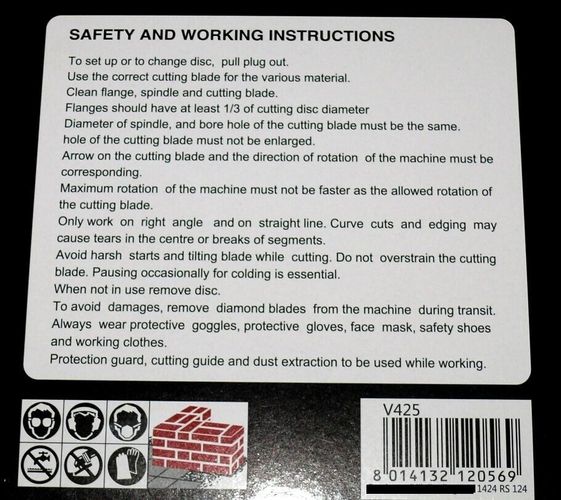 SAFETY AND WORKING INSTRUCTIONS
To set up or to change disc, pull plug out.
Use the correct cutting blade for the various material.
Clean flange, spindle and cutting blade.
Flanges should have at least 1/3 of cutting disc diameter
Diameter of spindle, and bore hole of the cutting blade must be the same.
hole of the cutting blade must not be enlarged.
Arrow on the cutting blade and the direction of rotation of the machine must be
corresponding.
Maximum rotation of the machine must not be faster as the allowed rotation of
the cutting blade.
Only work on right angle and on straight line. Curve cuts and edging may
cause tears in the centre or breaks of segments.
Avoid harsh starts and tilting blade while cutting. Do not overstrain the cutting
blade. Pausing occasionally for colding is essential.
When not in use remove disc.
To avoid damages, remove diamond blades from the machine during transit.
Always wear protective goggles, protective gloves, face mask, safety shoes
and working clothes.
Protection guard, cutting guide and dust extraction to be used while working.
V425
8 014132 120569
1424 RS 124